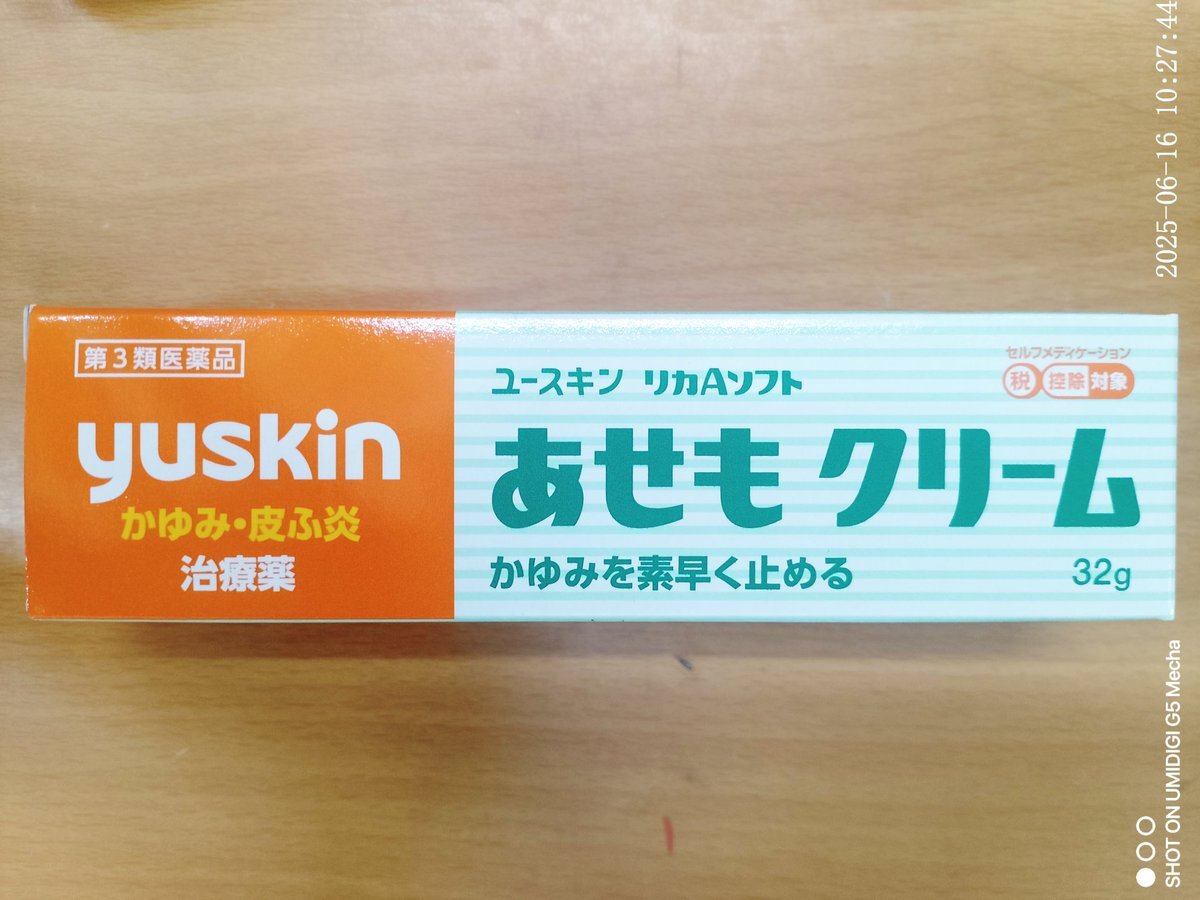 第3類医薬品
yuskin
かゆみ・皮ふ炎
治療薬
ユースキン リカAソフト
セルフメディケーション
税 控除 対象
あせもクリーム
かゆみを素早く止める
32g
2025-06-16 10:27:44
SHOT ON UMIDIGI G5 Mecha